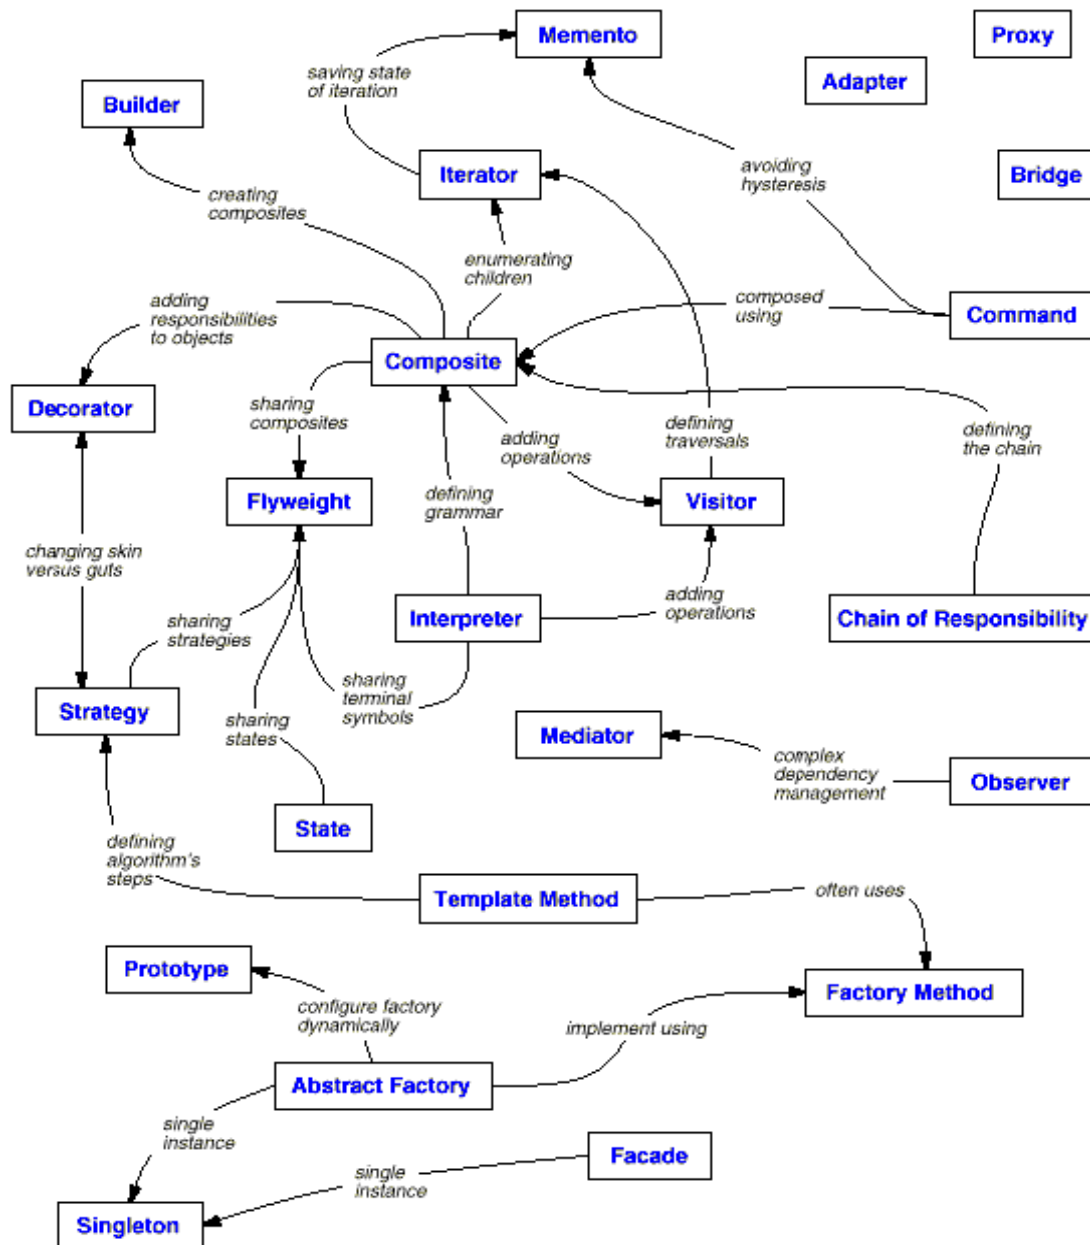 Memento
Proxy
saving state
of iteration
Adapter
Builder
Iterator
avoiding
hysteresis
Bridge
creating
composites
enumerating
children
adding
responsibilities
to objects
composed
using
Command
Composite
Decorator
sharing
composites
adding
operations
defining
traversals
defining
the chain
Flyweight
defining
grammar
Visitor
changing skin
versus guts
sharing
strategies
Interpreter
adding
operations
Chain of Responsibility
Strategy
sharing
states
sharing
terminal
symbols
Mediator
complex
dependency
management
Observer
State
defining
algorithm's
steps
Template Method
often uses
Prototype
configure factory
dynamically
implement using
Factory Method
Abstract Factory
single
instance
Facade
single
instance
Singleton